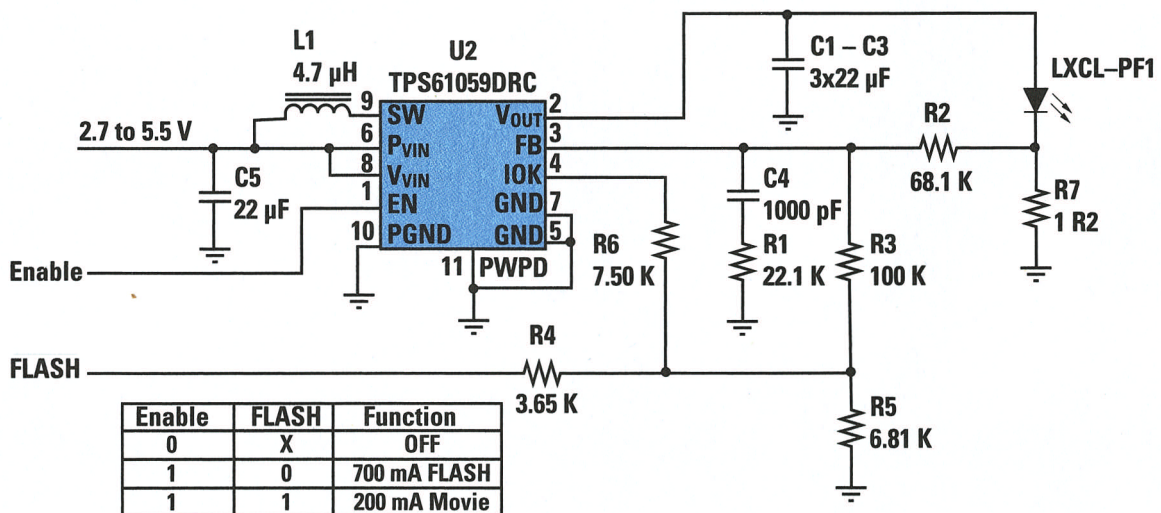 L1
4.7 µH
U2
TPS61059DRC
C1 – C3
3x22 µF
LXCL–PF1
2.7 to 5.5 V
9
SW
VOUT
2
6
PVIN
FB
3
8
VVIN
IOK
4
1
EN
GND
7
10
PGND
GND
5
11
PWPD
C5
22 µF
R2
68.1 K
C4
1000 pF
R7
1 R2
R6
7.50 K
R1
22.1 K
R3
100 K
Enable
FLASH
R4
3.65 K
R5
6.81 K
Enable FLASH Function
0 X OFF
1 0 700 mA FLASH
1 1 200 mA Movie